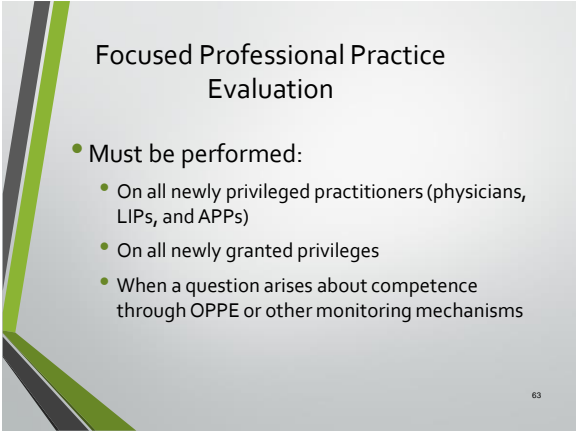 Focused Professional Practice
Evaluation
• Must be performed:
• On all newly privileged practitioners (physicians,
LIPs, and APPs)
• On all newly granted privileges
• When a question arises about competence
through OPPE or other monitoring mechanisms
63